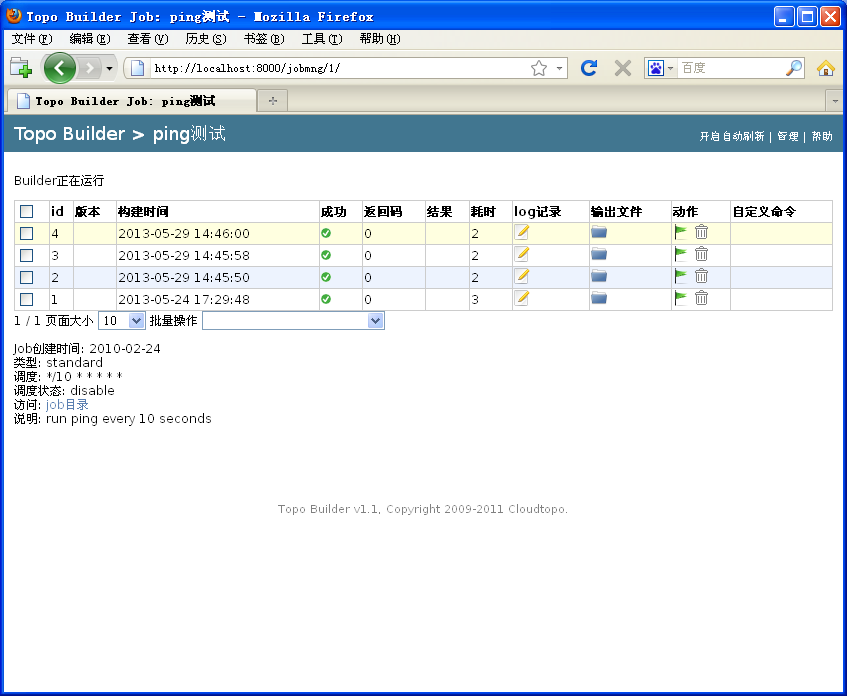 Topo Builder Job: ping测试 - Mozilla Firefox
文件(F) 编辑(E) 查看(V) 历史(S) 书签(B) 工具(T) 帮助(H)
http://localhost:8000/jobmng/1/ 百度
Topo Builder Job: ping测试
Topo Builder > ping测试 开启自动刷新 | 管理 | 帮助
Builder正在运行
id 版本 构建时间 成功 返回码 结果 耗时 log记录 输出文件 动作 自定义命令
4 2013-05-29 14:46:00 0 2
3 2013-05-29 14:45:58 0 2
2 2013-05-29 14:45:50 0 2
1 2013-05-24 17:29:48 0 3
1 / 1 页面大小 10 批量操作
Job创建时间: 2010-02-24
类型: standard
调度: */10 * * * * *
调度状态: disable
访问: job目录
说明: run ping every 10 seconds
Topo Builder v1.1, Copyright 2009-2011 Cloudtopo.